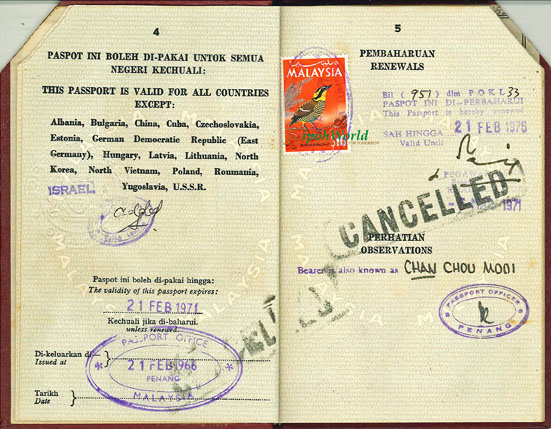 4
PASPOT INI BOLEH DI-PAKAI UNTOK SEMUA
NEGERI KECHUALI:
THIS PASSPORT IS VALID FOR ALL COUNTRIES
EXCEPT:
Albania, Bulgaria, China, Cuba, Czechoslovakia,
Estonia, German Democratic Republic (East
Germany), Hungary, Latvia, Lithuania, North
Korea, North Vietnam, Poland, Roumania,
Yugoslavia, U.S.S.R.
ISRAEL
Paspot ini boleh di-pakai hingga:
The validity of this passport expires:
21 FEB 1971
Kechuali jika di-baharui.
unless renewed.
Di-keluarkan di
Issued at
PASSPORT OFFICE
21 FEB 1966
PENANG
MALAYSIA
Tarikh
Date
5
PEMBAHARUAN
RENEWALS
MALAYSIA
mihWorld
Bil (951) dlm POKL 33
PASPOT INI DI-PERBAHARUI
This Passport is hereby renewed
SAH HINGGA
Valid Until
21 FEB 1976
1971
CANCELLED
PERHATIAN
OBSERVATIONS
Bearer is also known as CHAN CHOU MOOI
PASSPORT OFFICER
PENANG